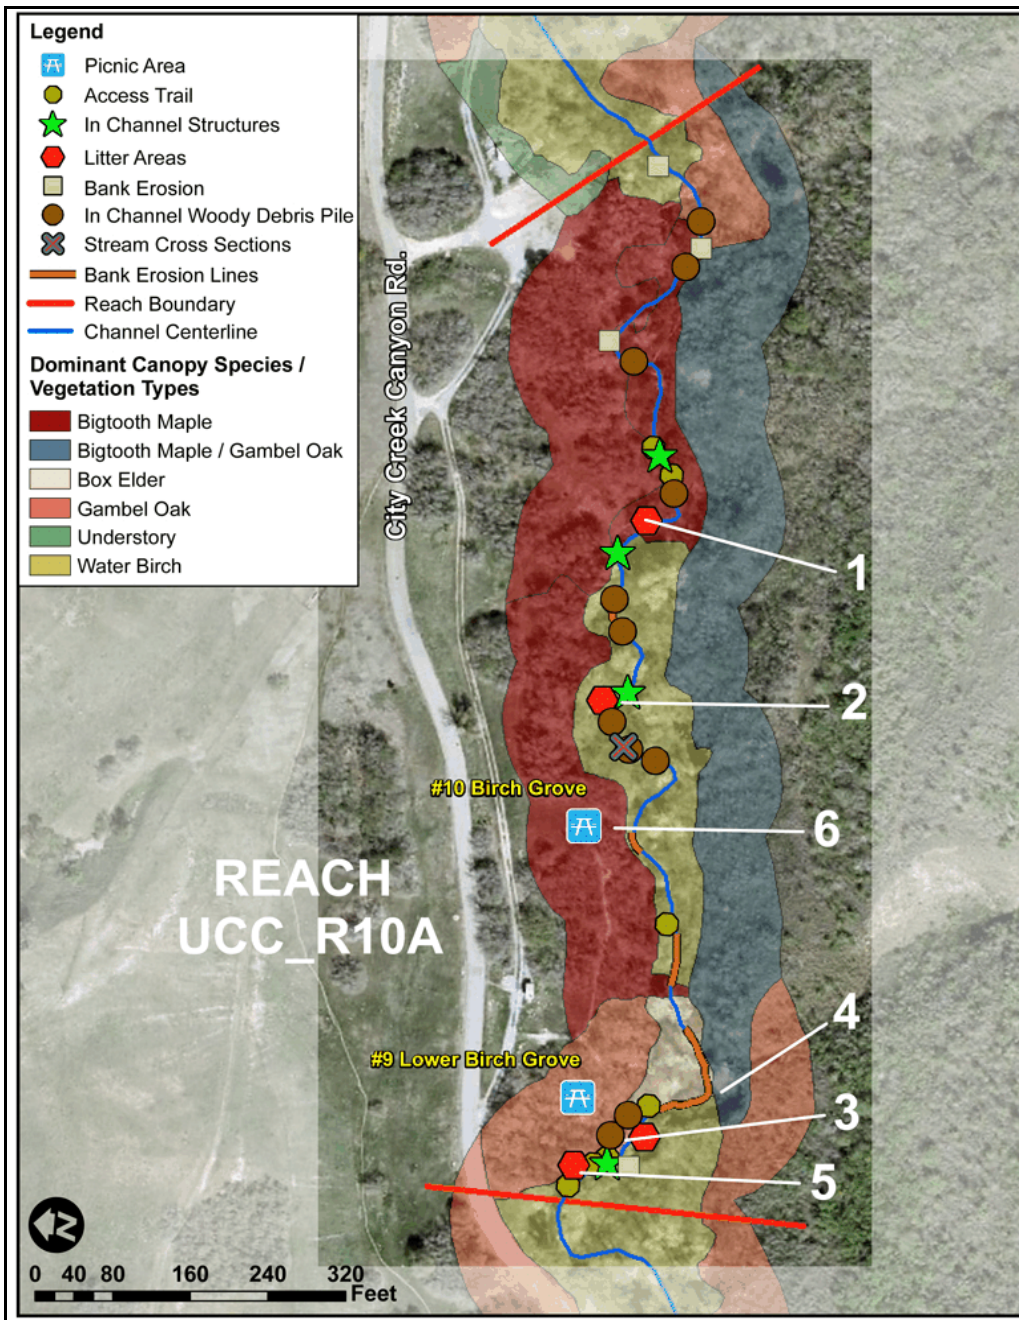 Legend
Picnic Area
Access Trail
In Channel Structures
Litter Areas
Bank Erosion
In Channel Woody Debris Pile
Stream Cross Sections
Bank Erosion Lines
Reach Boundary
Channel Centerline
Dominant Canopy Species /
Vegetation Types
Bigtooth Maple
Bigtooth Maple / Gambel Oak
Box Elder
Gambel Oak
Understory
Water Birch
City Creek Canyon Rd.
1
2
#10 Birch Grove
6
REACH
UCC_R10A
4
#9 Lower Birch Grove
3
5
N
0 40 80 160 240 320
Feet